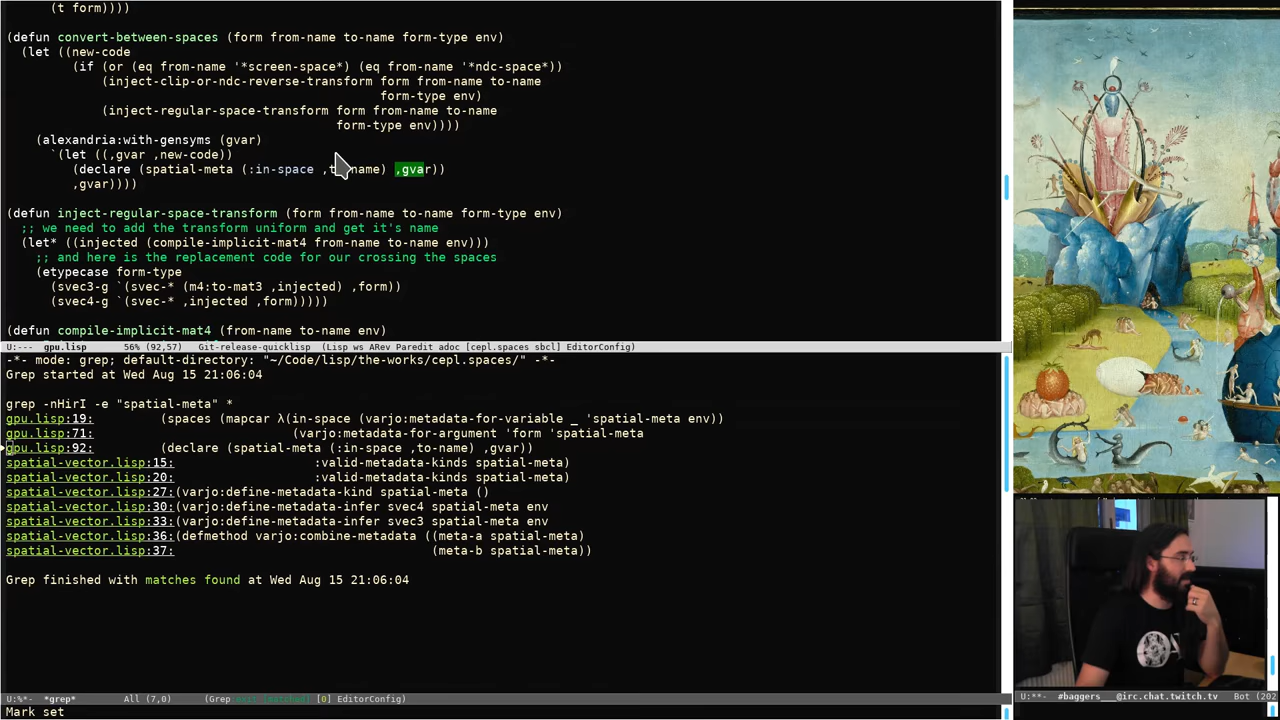 (t form))))
(defun convert-between-spaces (form from-name to-name form-type env)
(let ((new-code
(if (or (eq from-name '*screen-space*) (eq from-name '*ndc-space*))
(inject-clip-or-ndc-reverse-transform form from-name to-name
form-type env)
(inject-regular-space-transform form from-name to-name
form-type env))))
(alexandria:with-gensyms (gvar)
`(let ((,gvar ,new-code))
(declare (spatial-meta (:in-space ,t name) ,gvar))
,gvar))))
(defun inject-regular-space-transform (form from-name to-name form-type env)
;; we need to add the transform uniform and get it's name
(let* ((injected (compile-implicit-mat4 from-name to-name env)))
;; and here is the replacement code for our crossing the spaces
(etypecase form-type
(svec3-g `(svec-* (m4:to-mat3 ,injected) ,form))
(svec4-g `(svec-* ,injected ,form)))))
(defun compile-implicit-mat4 (from-name to-name env)
U:--- gpu.lisp 56% (92,57) Git-release-quicklisp (Lisp ws ARev Paredit adoc [cepl.spaces sbcl] EditorConfig)
-*- mode: grep; default-directory: "~/Code/lisp/the-works/cepl.spaces/" -*-
Grep started at Wed Aug 15 21:06:04
grep -nHirI -e "spatial-meta" *
gpu.lisp:19: (spaces (mapcar λ(in-space (varjo:metadata-for-variable _ 'spatial-meta env))
gpu.lisp:71: (varjo:metadata-for-argument 'form 'spatial-meta
gpu.lisp:92: (declare (spatial-meta (:in-space ,to-name) ,gvar))
spatial-vector.lisp:15: :valid-metadata-kinds spatial-meta)
spatial-vector.lisp:20: :valid-metadata-kinds spatial-meta)
spatial-vector.lisp:27:(varjo:define-metadata-kind spatial-meta ()
spatial-vector.lisp:30:(varjo:define-metadata-infer svec4 spatial-meta env
spatial-vector.lisp:33:(varjo:define-metadata-infer svec3 spatial-meta env
spatial-vector.lisp:36:(defmethod varjo:combine-metadata ((meta-a spatial-meta)
spatial-vector.lisp:37: (meta-b spatial-meta))
Grep finished with matches found at Wed Aug 15 21:06:04
U:%*- *grep* All (7,0) (Grep:exit [matched] [0] EditorConfig)
U:**- #baggers___@irc.chat.twitch.tv Bot (202
Mark set